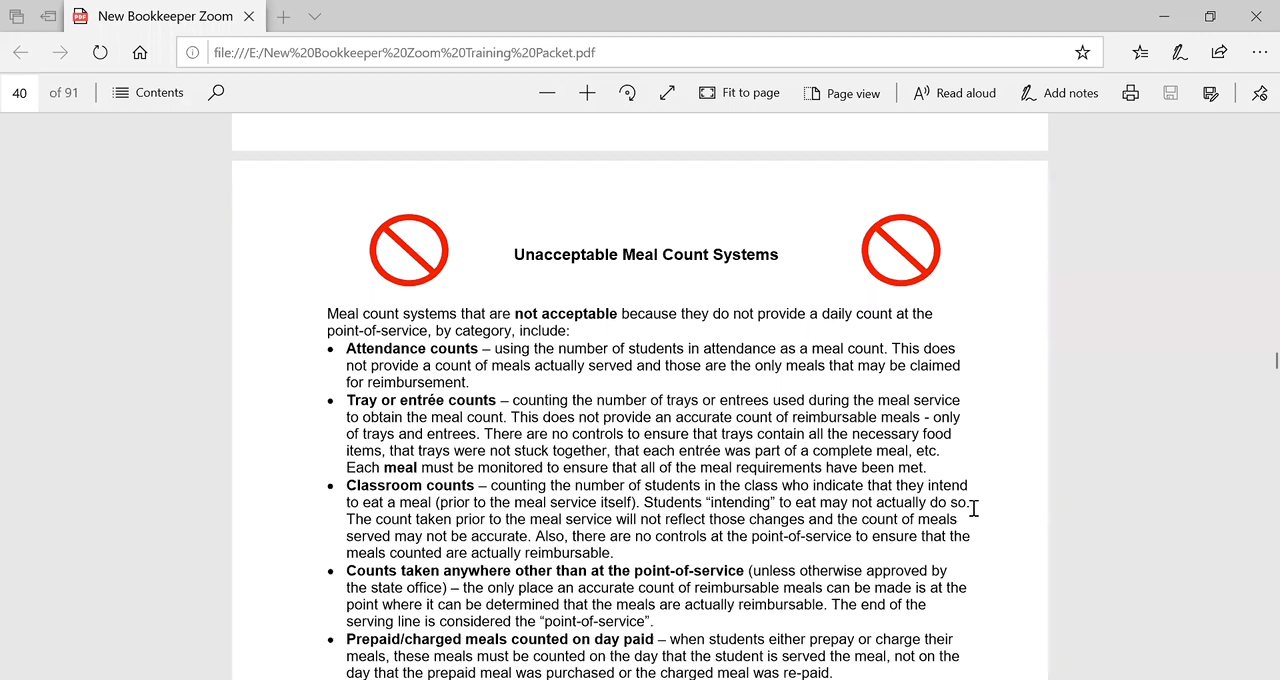 New Bookkeeper Zoom
file:///E:/New%20Bookkeeper%20Zoom%20Training%20Packet.pdf
40 of 91 Contents Fit to page Page view Read aloud Add notes
Unacceptable Meal Count Systems
Meal count systems that are not acceptable because they do not provide a daily count at the
point-of-service, by category, include:
• Attendance counts – using the number of students in attendance as a meal count. This does
not provide a count of meals actually served and those are the only meals that may be claimed
for reimbursement.
• Tray or entrée counts – counting the number of trays or entrees used during the meal service
to obtain the meal count. This does not provide an accurate count of reimbursable meals - only
of trays and entrees. There are no controls to ensure that trays contain all the necessary food
items, that trays were not stuck together, that each entrée was part of a complete meal, etc.
Each meal must be monitored to ensure that all of the meal requirements have been met.
• Classroom counts – counting the number of students in the class who indicate that they intend
to eat a meal (prior to the meal service itself). Students “intending” to eat may not actually do so.
The count taken prior to the meal service will not reflect those changes and the count of meals
served may not be accurate. Also, there are no controls at the point-of-service to ensure that the
meals counted are actually reimbursable.
• Counts taken anywhere other than at the point-of-service (unless otherwise approved by
the state office) – the only place an accurate count of reimbursable meals can be made is at the
point where it can be determined that the meals are actually reimbursable. The end of the
serving line is considered the “point-of-service”.
• Prepaid/charged meals counted on day paid – when students either prepay or charge their
meals, these meals must be counted on the day that the student is served the meal, not on the
day that the prepaid meal was purchased or the charged meal was re-paid.